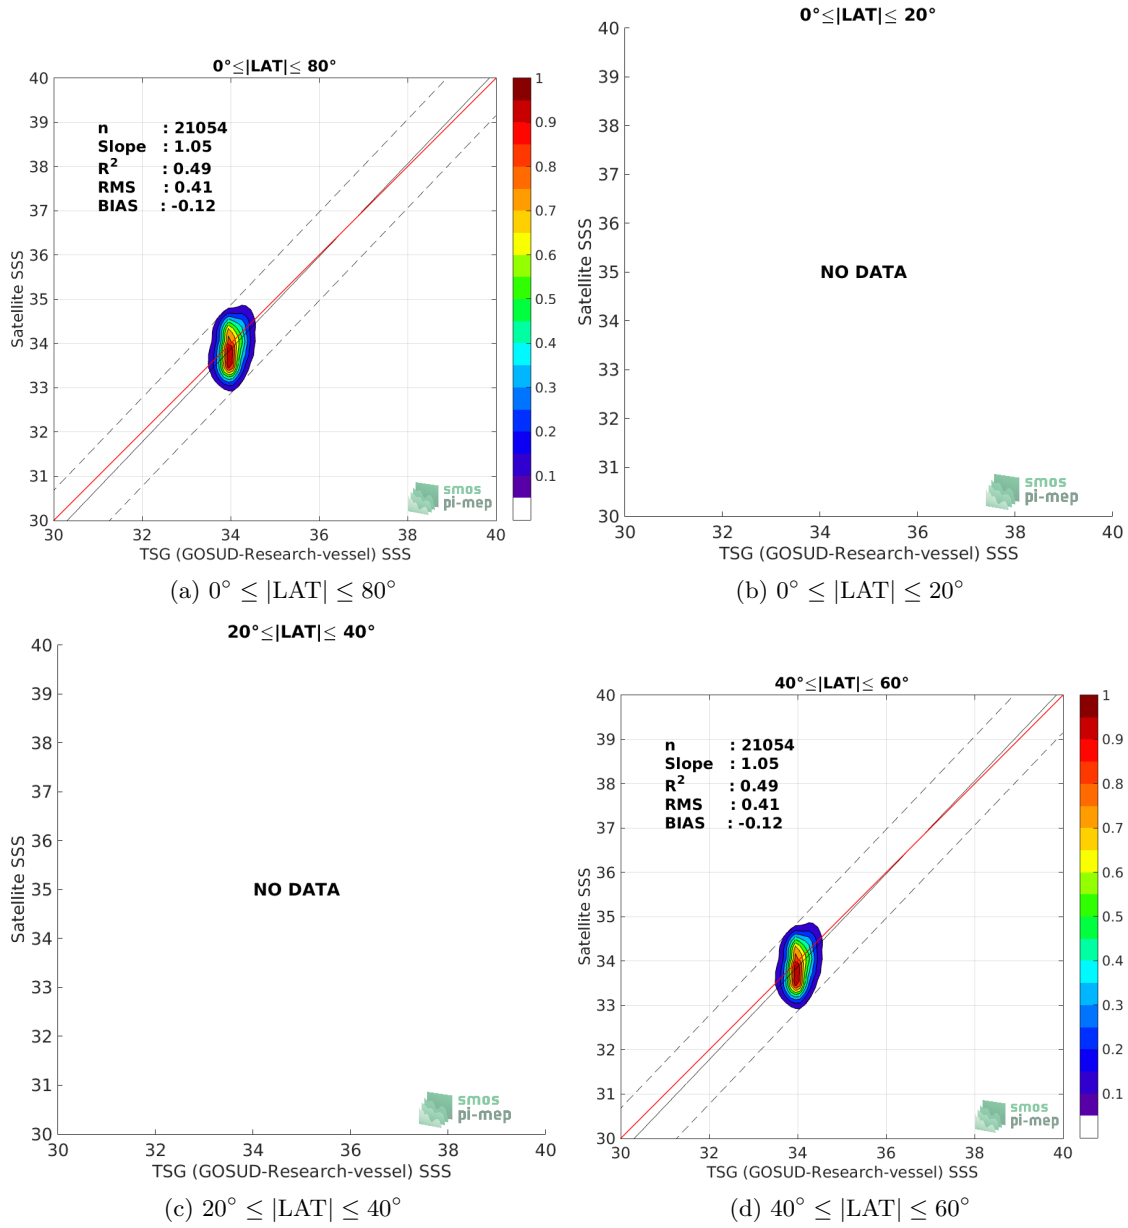 0°≤|LAT|≤ 80°
n : 21054
Slope : 1.05
R² : 0.49
RMS : 0.41
BIAS : -0.12
40
39
38
37
36
35
34
33
32
31
30
Satellite SSS
30 32 34 36 38 40
TSG (GOSUD-Research-vessel) SSS
1
0.9
0.8
0.7
0.6
0.5
0.4
0.3
0.2
0.1
smos
pi-mep
(a) 0° ≤ |LAT| ≤ 80°
0°≤|LAT|≤ 20°
40
39
38
37
36
35
34
33
32
31
30
Satellite SSS
NO DATA
smos
pi-mep
30 32 34 36 38 40
TSG (GOSUD-Research-vessel) SSS
(b) 0° ≤ |LAT| ≤ 20°
20°≤|LAT|≤ 40°
40
39
38
37
36
35
34
33
32
31
30
Satellite SSS
NO DATA
smos
pi-mep
30 32 34 36 38 40
TSG (GOSUD-Research-vessel) SSS
(c) 20° ≤ |LAT| ≤ 40°
40°≤|LAT|≤ 60°
n : 21054
Slope : 1.05
R² : 0.49
RMS : 0.41
BIAS : -0.12
40
39
38
37
36
35
34
33
32
31
30
Satellite SSS
30 32 34 36 38 40
TSG (GOSUD-Research-vessel) SSS
1
0.9
0.8
0.7
0.6
0.5
0.4
0.3
0.2
0.1
smos
pi-mep
(d) 40° ≤ |LAT| ≤ 60°